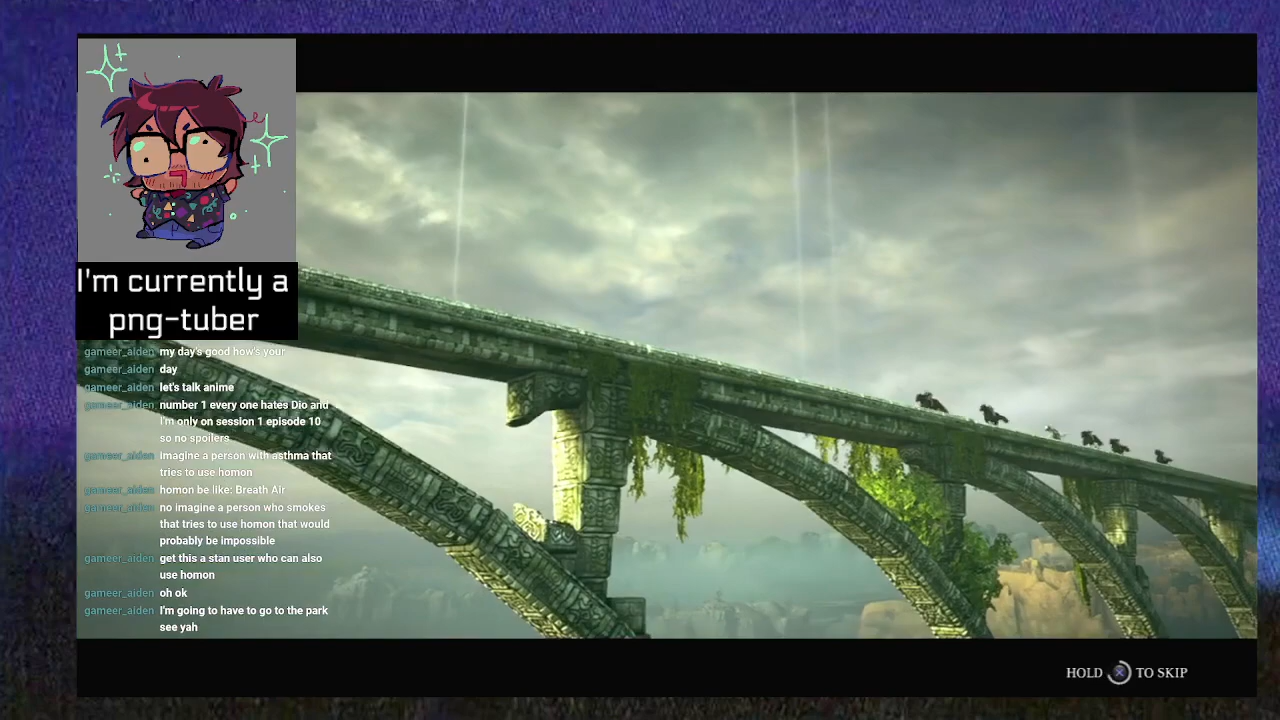 I'm currently a
png-tuber
gameer_aiden my day's good how's your
gameer_aiden day
gameer_aiden let's talk anime
gameer_aiden number 1 every one hates Dio and
I'm only on session 1 episode 10
so no spoilers
gameer_aiden Imagine a person with asthma that
tries to use homon
gameer_aiden homon be like: Breath Air
gameer_aiden no imagine a person who smokes
that tries to use homon that would
probably be impossible
gameer_aiden get this a stan user who can also
use homon
gameer_aiden oh ok
gameer_aiden I'm going to have to go to the park
see yah
HOLD TO SKIP